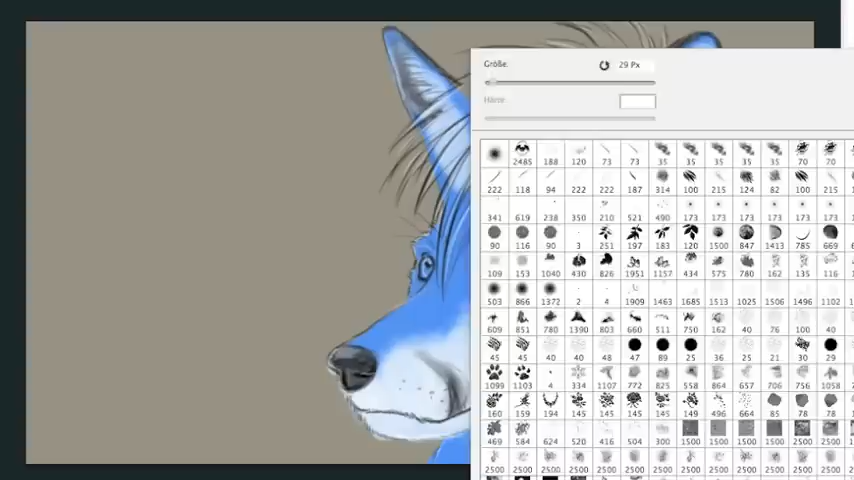 Größe:
29 Px
Härte:
2485 188 120 73 73 35 35 35 35 35 70 70
222 118 94 222 222 187 314 100 215 124 82 100 215
341 619 238 350 210 521 490 173 173 173 173 173 173
90 116 90 3 251 197 183 120 1500 847 1413 785 669
109 153 1040 430 826 1951 1157 434 575 780 162 135 116
503 866 1372 2 4 1909 1463 1685 1513 1025 1506 1496 1102
609 851 780 1390 803 660 511 750 162 40 76 100 40
45 45 40 40 48 47 89 25 36 25 21 30 29
1099 1103 4 334 1107 772 825 558 864 657 706 756 1058
160 159 194 145 145 145 145 149 496 664 85 78 78
469 584 624 520 416 504 300 1500 1500 1500 1500 2500 2500
2500 2500 2500 2500 2500 2500 2500 2500 2500 2500 2500 2500 2500